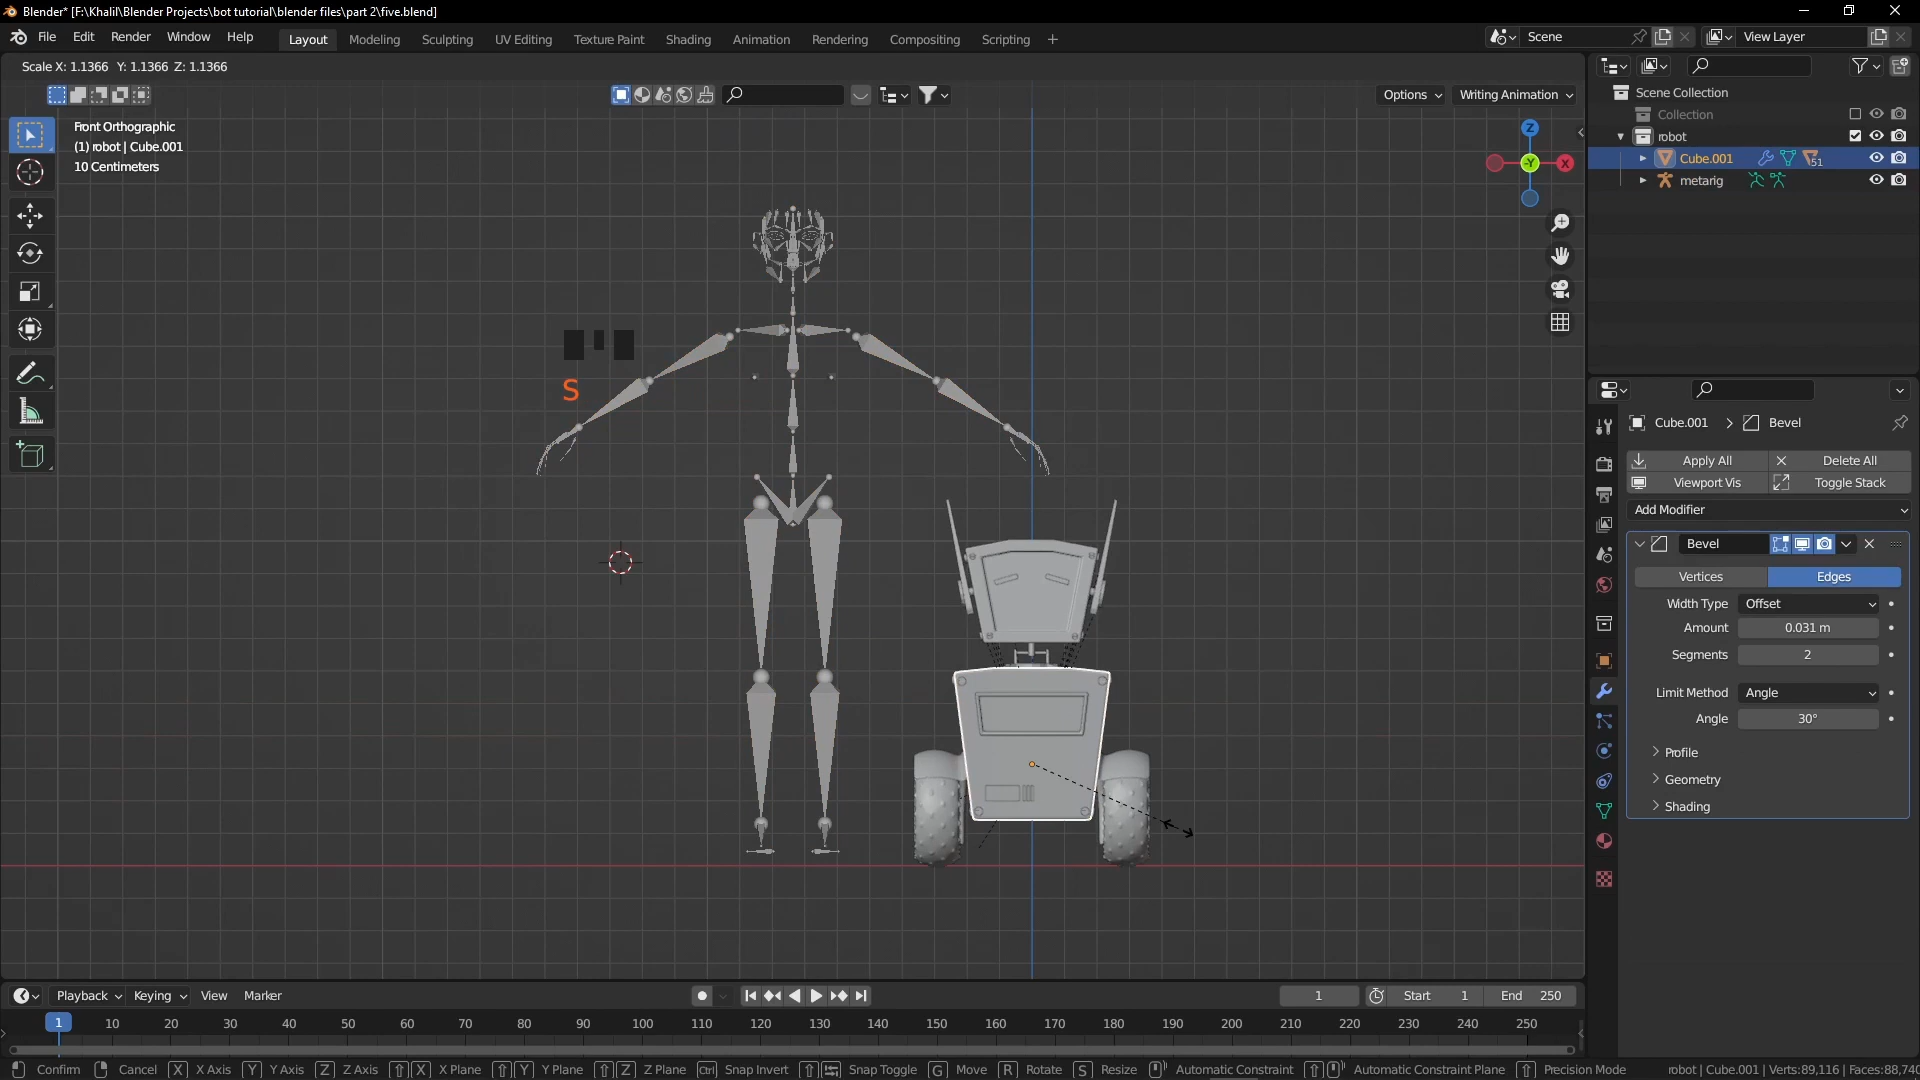 Blender* [F:\Khalil\Blender Projects\bot tutorial\blender files\part 2\five.blend]
File Edit Render Window Help Layout Modeling Sculpting UV Editing Texture Paint Shading Animation Rendering Compositing Scripting + Scene View Layer
Scale X: 1.1366 Y: 1.1366 Z: 1.1366
Options Writing Animation
Front Orthographic
(1) robot | Cube.001
10 Centimeters
Z
-Y X
S
Scene Collection
Collection
robot
Cube.001 51
metarig
Cube.001 > Bevel
Apply All Delete All
Viewport Vis Toggle Stack
Add Modifier
Bevel
Vertices Edges
Width Type Offset
Amount 0.031 m
Segments 2
Limit Method Angle
Angle 30°
Profile
Geometry
Shading
Playback Keying View Marker 1 Start 1 End 250
1 10 20 30 40 50 60 70 80 90 100 110 120 130 140 150 160 170 180 190 200 210 220 230 240 250
Confirm Cancel X X Axis Y Y Axis Z Z Axis X X Plane Y Y Plane Z Z Plane Ctrl Snap Invert Snap Toggle G Move R Rotate S Resize Automatic Constraint Automatic Constraint Plane Precision Mode robot | Cube.001 | Verts:89,116 | Faces:88,740